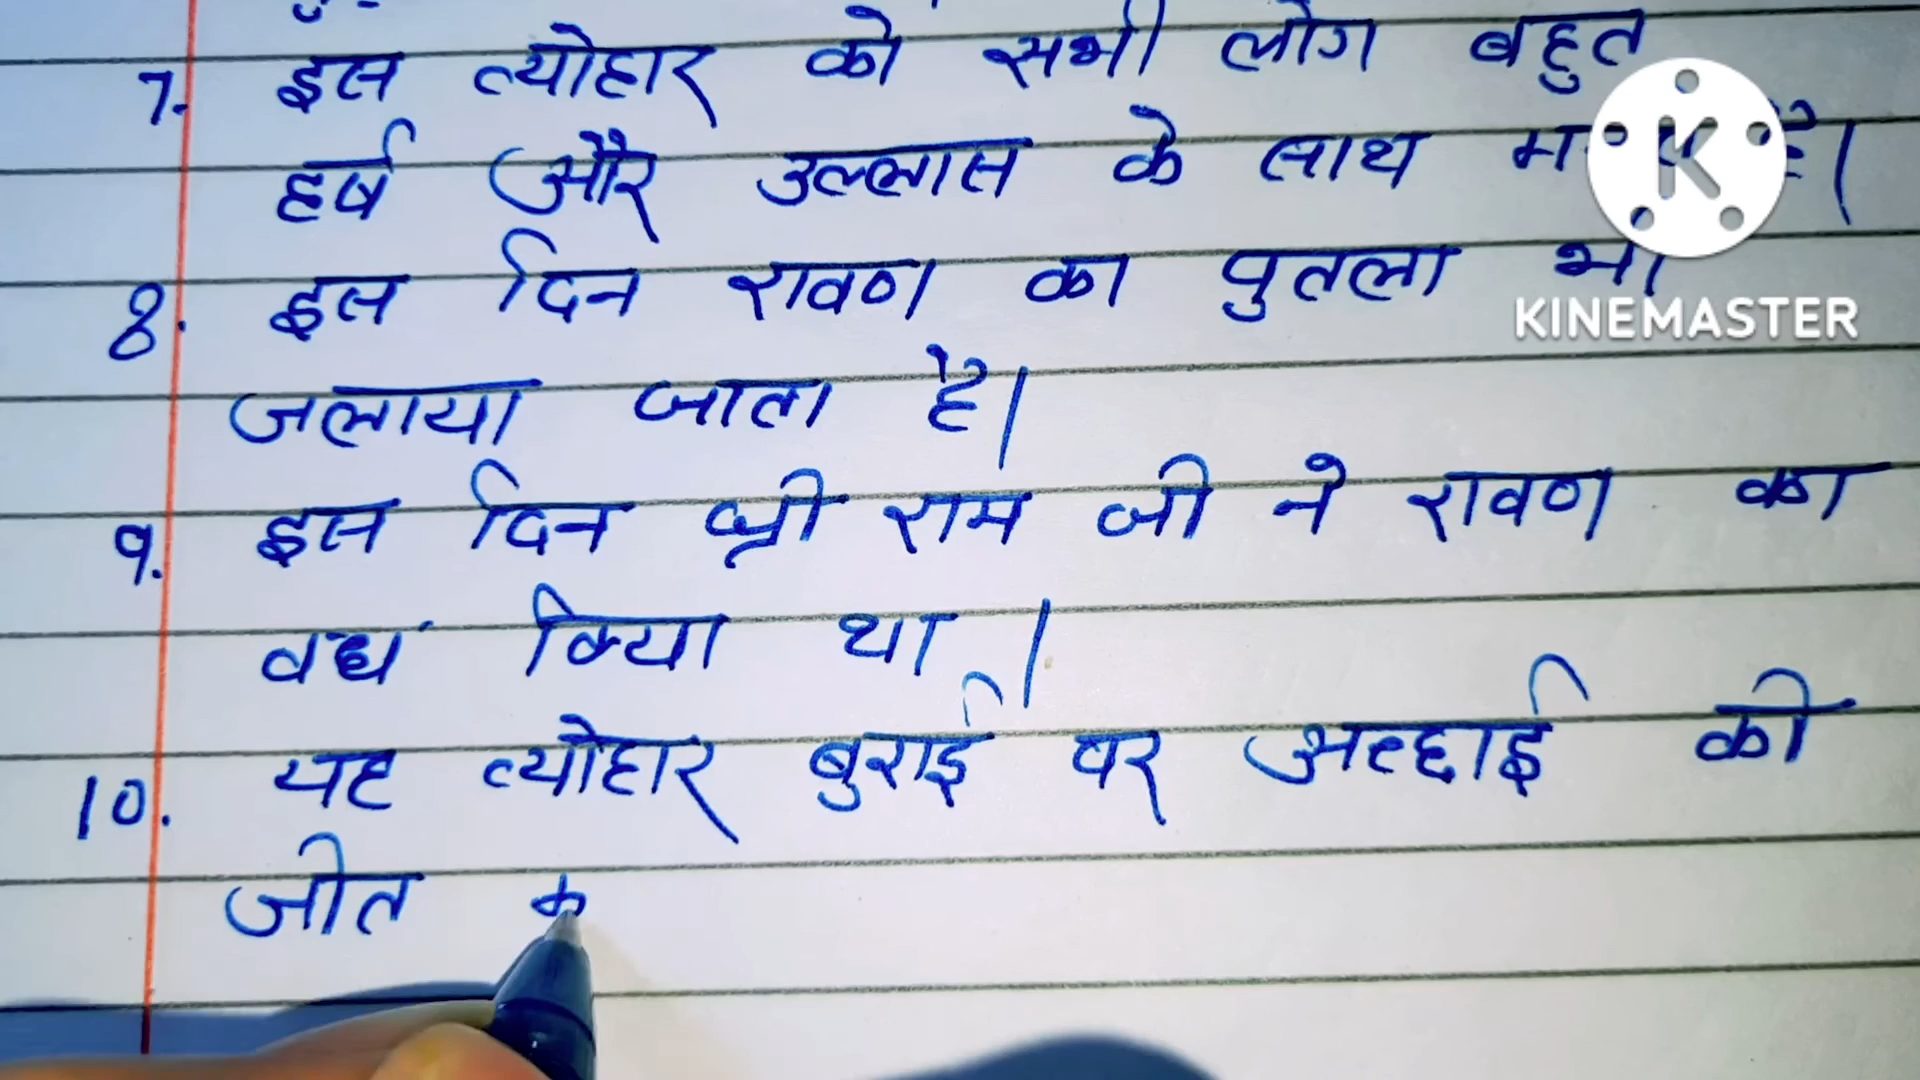 7. इस त्योहार को सभी लोग बहुत
हर्ष और उल्लास के साथ है।
8. इस दिन रावण का पुतला भी
KINEMASTER
जलाया जाता है।
9. इस दिन श्री राम जी ने रावण का
वध किया था।
10. यह त्योहार बुराई पर अच्छाई की
जीत